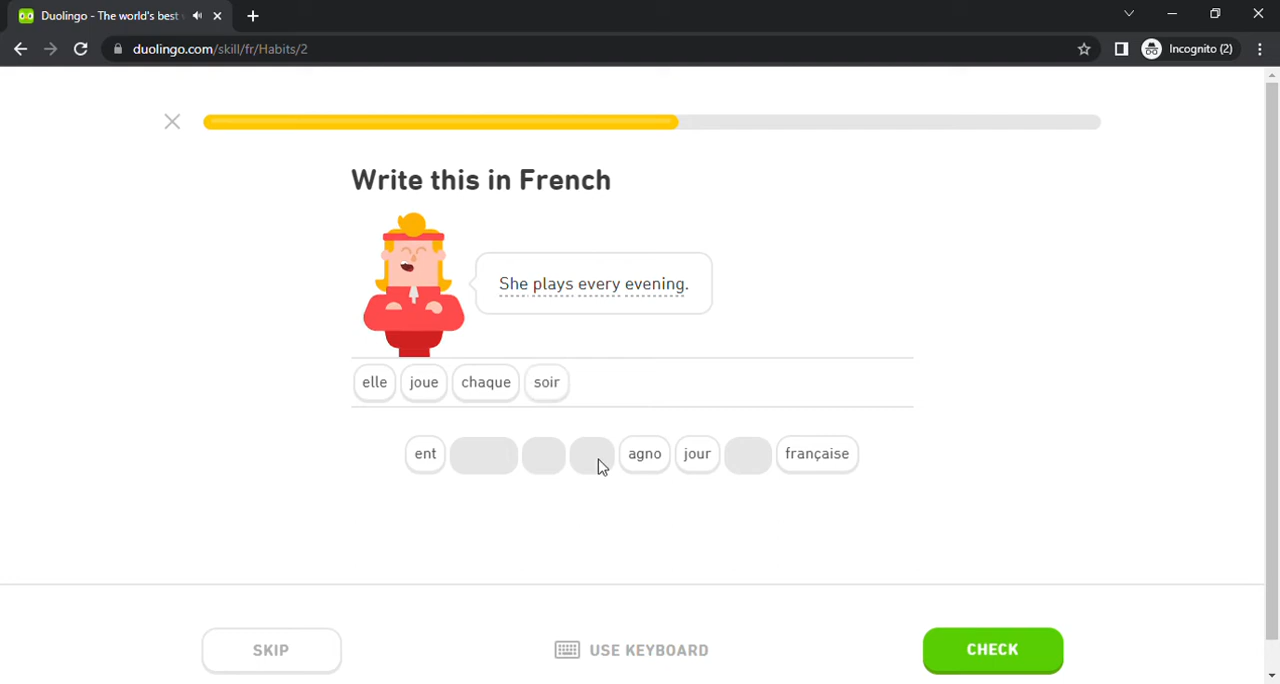 Duolingo - The world's best
duolingo.com/skill/fr/Habits/2
Incognito (2)
Write this in French
She plays every evening.
elle joue chaque soir
ent agno jour française
SKIP
USE KEYBOARD
CHECK